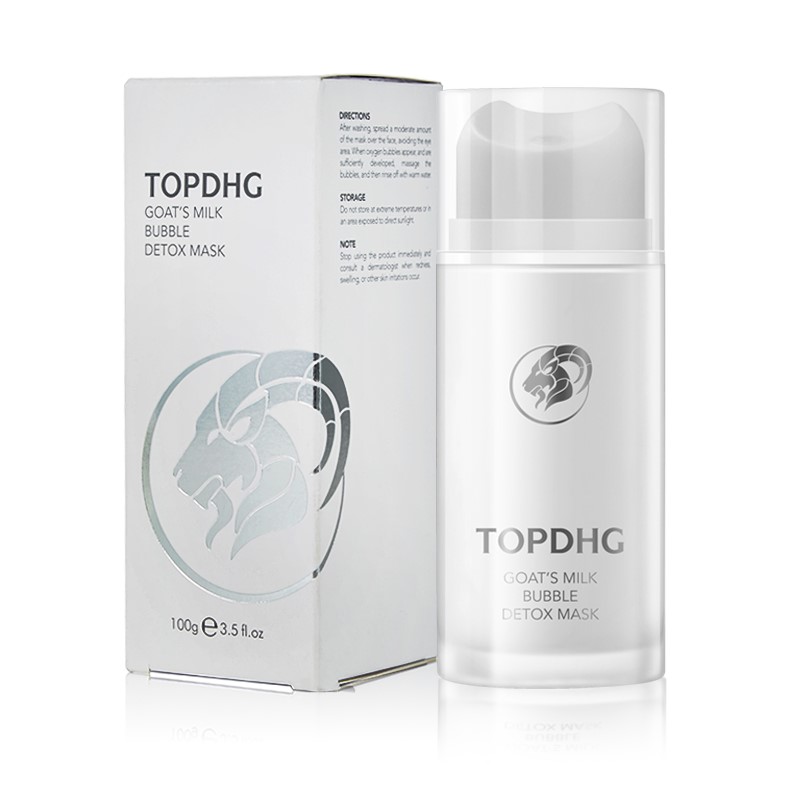 TOPDHG
GOAT'S MILK
BUBBLE
DETOX MASK
100g e 3.5 fl.oz
DIRECTIONS
After washing, spread a moderate amount
of the mask over the face, avoiding the eye
area. When oxygen bubbles appear, and are
sufficiently developed, massage the
bubbles, and then rinse off with warm water
STORAGE
Do not store at extreme temperatures or in
an area exposed to direct sunlight.
NOTE
Stop using the product immediately and
consult a dermatologist when redness,
swelling, or other skin irritations occur.
TOPDHG
GOAT'S MILK
BUBBLE
DETOX MASK